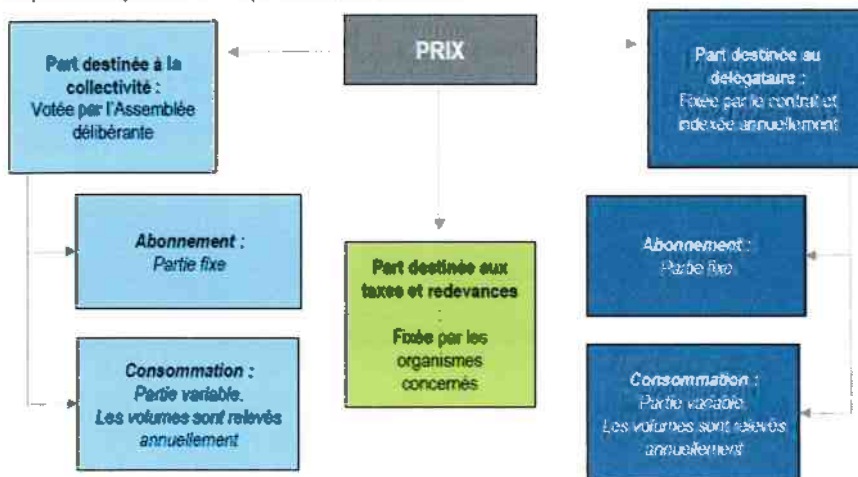 PRIX
Part destinée à la
collectivité :
Votée par l'Assemblée
délibérante
Part destinée au
délégataire :
Fixée par le contrat et
indexée annuellement
Abonnement :
Partie fixe
Part destinée aux
taxes et redevances
:
Fixée par les
organismes
concernés
Abonnement :
Partie fixe
Consommation :
Partie variable.
Les volumes sont relevés
annuellement
Consommation :
Partie variable.
Les volumes sont relevés
annuellement